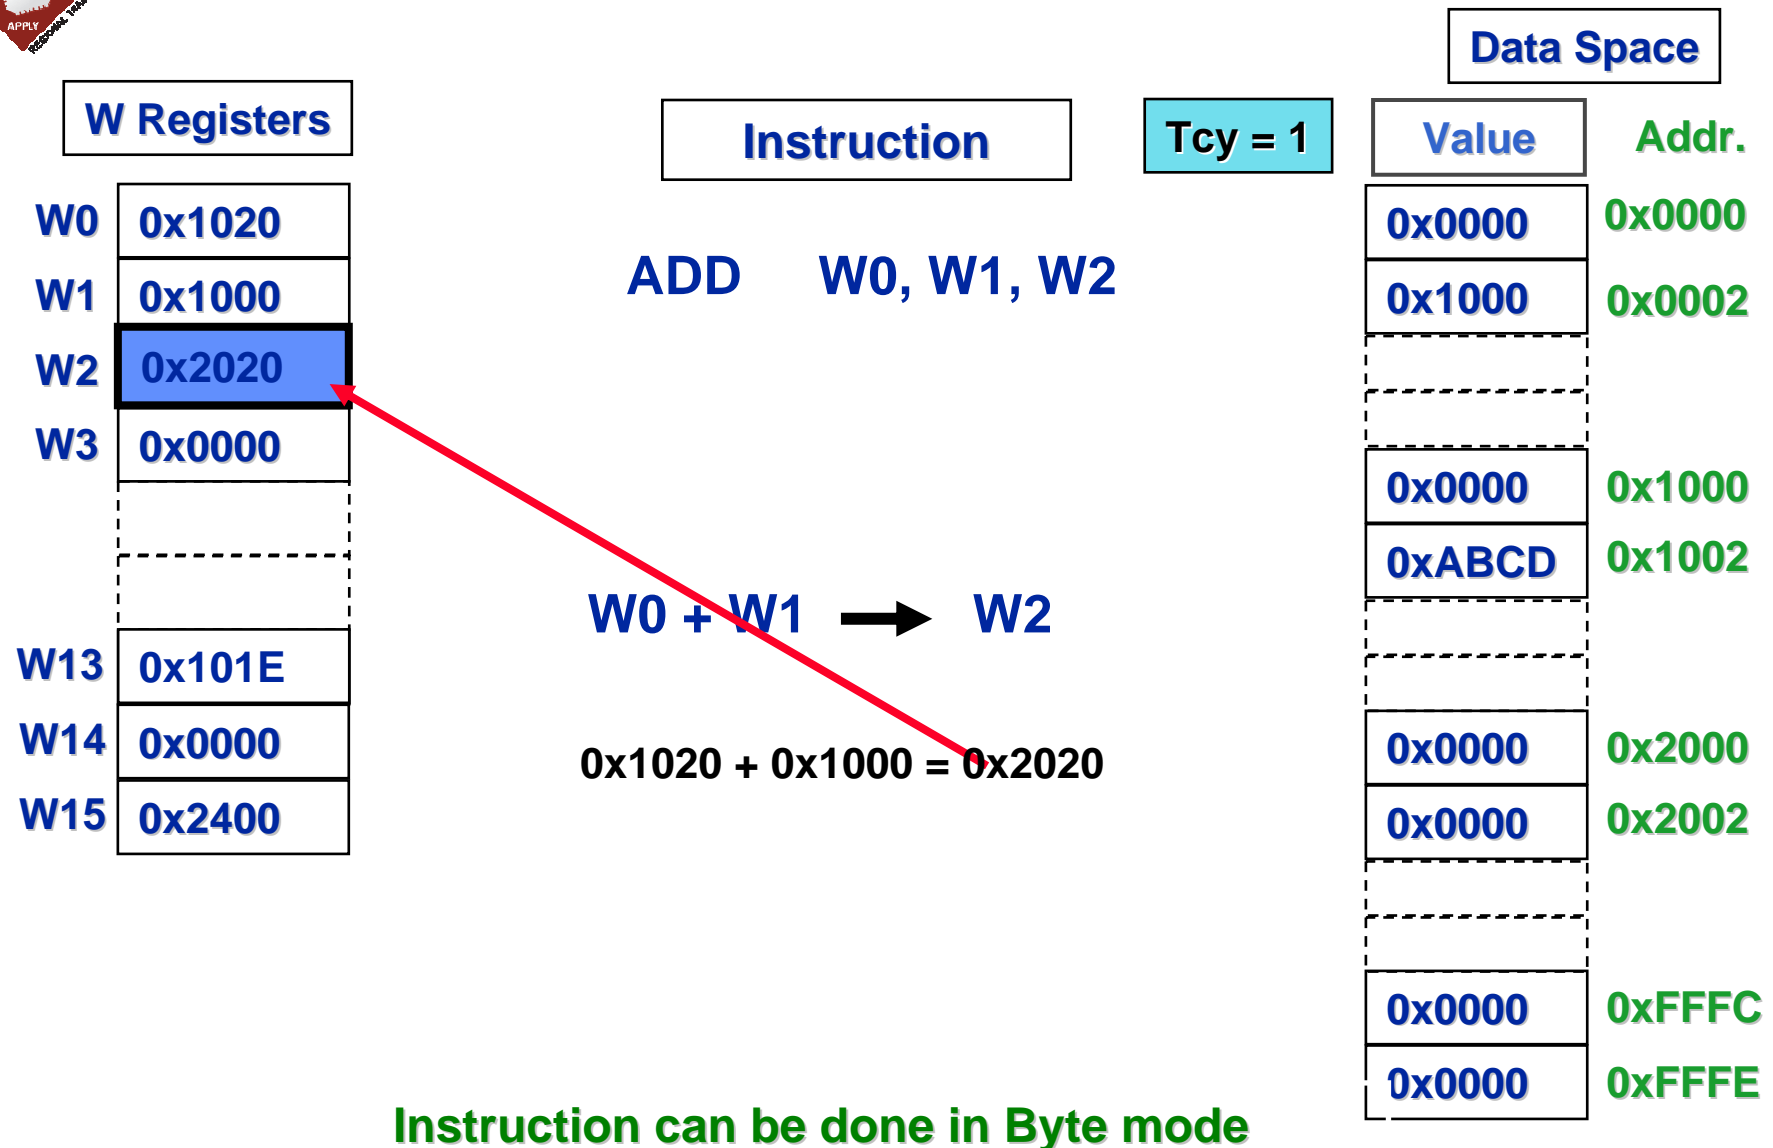 APPLY
REGIONAL
Data Space
W Registers
Instruction
Tcy = 1
Value
Addr.
W0 0x1020
0x0000 0x0000
ADD W0, W1, W2
W1 0x1000
0x1000 0x0002
W2 0x2020
W3 0x0000
0x0000 0x1000
0xABCD 0x1002
W0 + W1 W2
W13 0x101E
W14 0x0000
0x0000 0x2000
0x1020 + 0x1000 = 0x2020
W15 0x2400
0x0000 0x2002
0x0000 0xFFFC
0x0000 0xFFFE
Instruction can be done in Byte mode